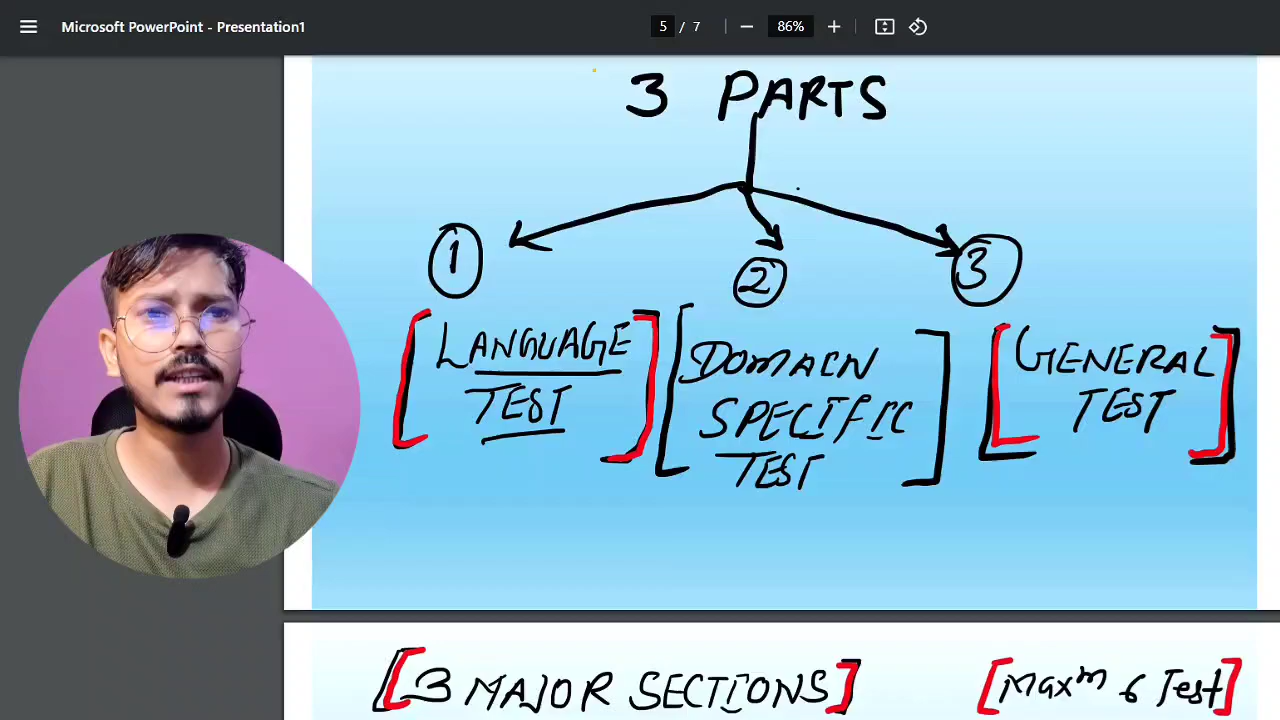 Microsoft PowerPoint - Presentation1
5 / 7
86%
3 PARTS
1
2
3
LANGUAGE
TEST
DOMAIN
SPECIFIC
TEST
GENERAL
TEST
3 MAJOR SECTIONS
Maxm 6 Test